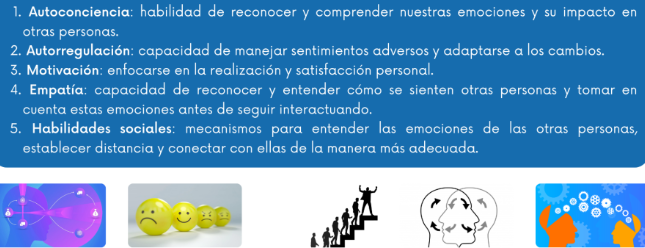 1. Autoconciencia: habilidad de reconocer y comprender nuestras emociones y su impacto en
otras personas.
2. Autorregulación: capacidad de manejar sentimientos adversos y adaptarse a los cambios.
3. Motivación: enfocarse en la realización y satisfacción personal.
4. Empatía: capacidad de reconocer y entender cómo se sienten otras personas y tomar en
cuenta estas emociones antes de seguir interactuando.
5. Habilidades sociales: mecanismos para entender las emociones de las otras personas,
establecer distancia y conectar con ellas de la manera más adecuada.